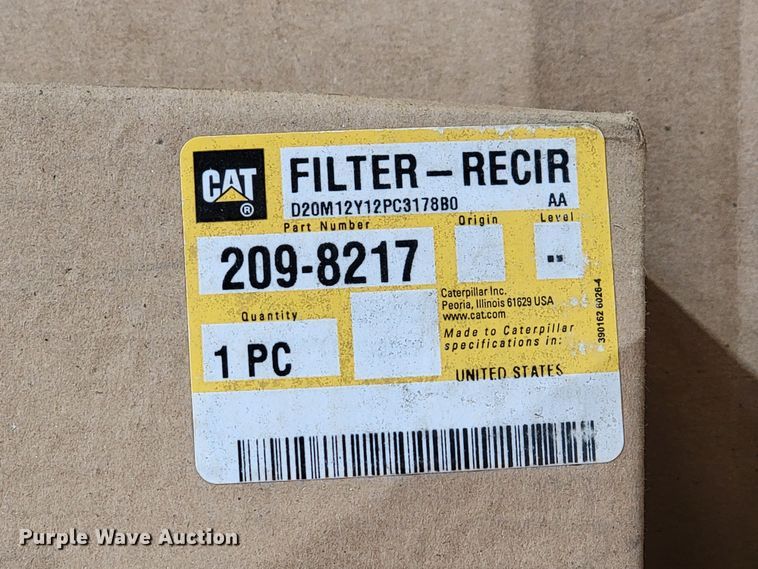 CAT®
FILTER – RECIR
D20M12Y12PC3178B0 AA
Part Number Origin Level
209-8217 --
Caterpillar Inc.
Peoria, Illinois 61629 USA
www.cat.com
Quantity
1 PC
Made to Caterpillar
specifications in:
UNITED STATES
390162 6026-4
Purple Wave Auction